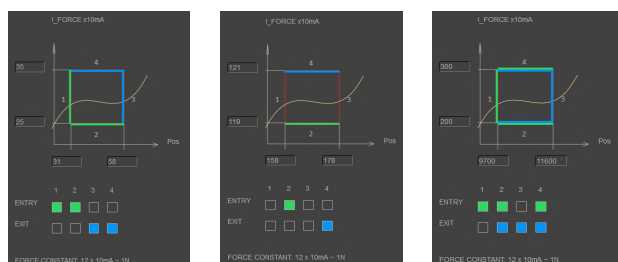 I_FORCE x10mA
35
4
1
3
25
2
Pos
31 58
1 2 3 4
ENTRY
EXIT
FORCE CONSTANT: 12 x 10mA ~ 1N
I_FORCE x10mA
121
4
1
3
119
2
Pos
158 178
1 2 3 4
ENTRY
EXIT
FORCE CONSTANT: 12 x 10mA ~ 1N
I_FORCE x10mA
300
4
1
3
200
2
Pos
9700 11600
1 2 3 4
ENTRY
EXIT
FORCE CONSTANT: 12 x 10mA ~ 1N